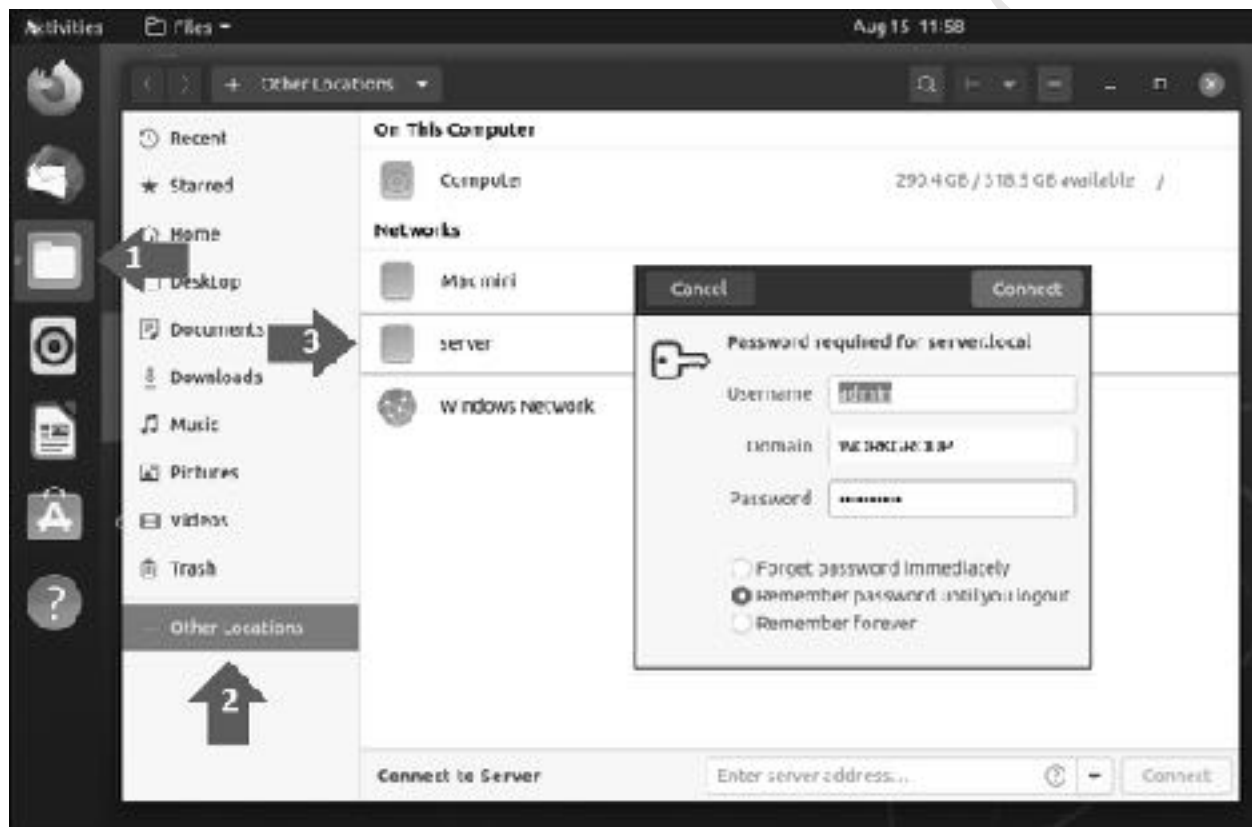 Activities Files
Aug 15 11:58
+ Other Locations
Recent
Starred
Home
Desktop
Documents
Downloads
Music
Pictures
Videos
Trash
Other Locations
1
2
3
On This Computer
Computer
available /
Networks
Mac mini
server
Windows Network
Cancel Connect
Password required for server.local
Username admin
Domain WORKGROUP
Password
Forget password immediately
Remember password until you logout
Remember forever
Connect to Server
Enter server address...
Connect